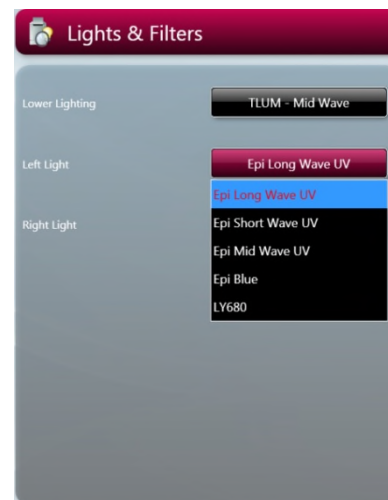 Lights & Filters
Lower Lighting
TLUM - Mid Wave
Left Light
Epi Long Wave UV
Epi Long Wave UV
Epi Short Wave UV
Right Light
Epi Mid Wave UV
Epi Blue
LY680